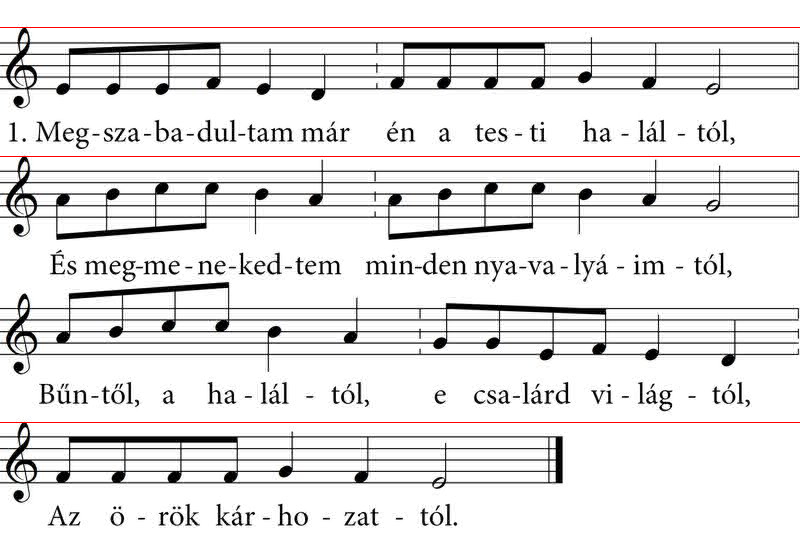 1. Meg-sza-ba-dul-tam már én a tes-ti ha-lál-tól,
És meg-me-ne-ked-tem min-den nya-va-lyá-im-tól,
Bűn-től, a ha-lál-tól, e csa-lárd vi-lág-tól,
Az ö-rök kár-ho-zat-tól.